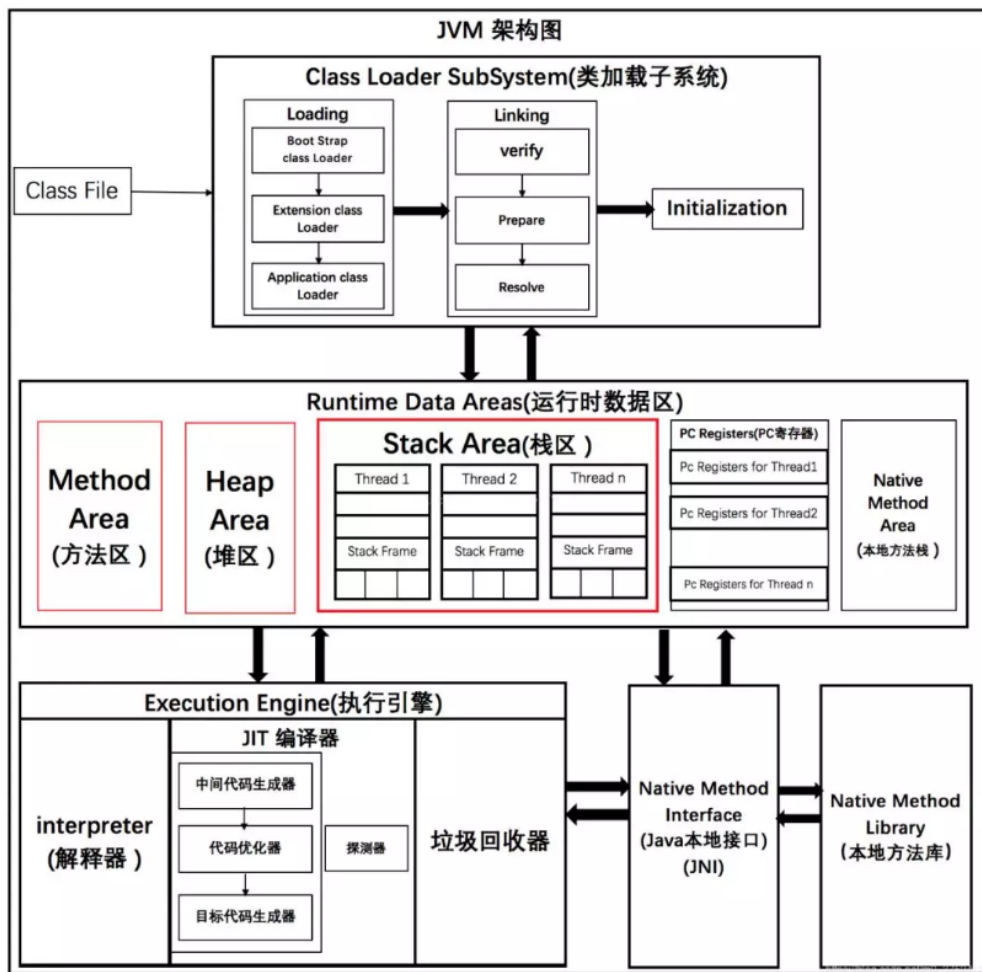 JVM 架构图
Class Loader SubSystem(类加载子系统)
Loading
Boot Strap
class Loader
Extension class
Loader
Application class
Loader
Linking
verify
Prepare
Resolve
Initialization
Class File
Runtime Data Areas(运行时数据区)
Method
Area
(方法区)
Heap
Area
(堆区)
Stack Area(栈区)
Thread 1
Stack Frame
Thread 2
Stack Frame
Thread n
Stack Frame
PC Registers(PC寄存器)
Pc Registers for Thread1
Pc Registers for Thread2
Pc Registers for Thread n
Native
Method
Area
(本地方法栈)
Execution Engine(执行引擎)
interpreter
(解释器)
JIT 编译器
中间代码生成器
代码优化器
目标代码生成器
探测器
垃圾回收器
Native Method
Interface
(Java本地接口)
(JNI)
Native Method
Library
(本地方法库)